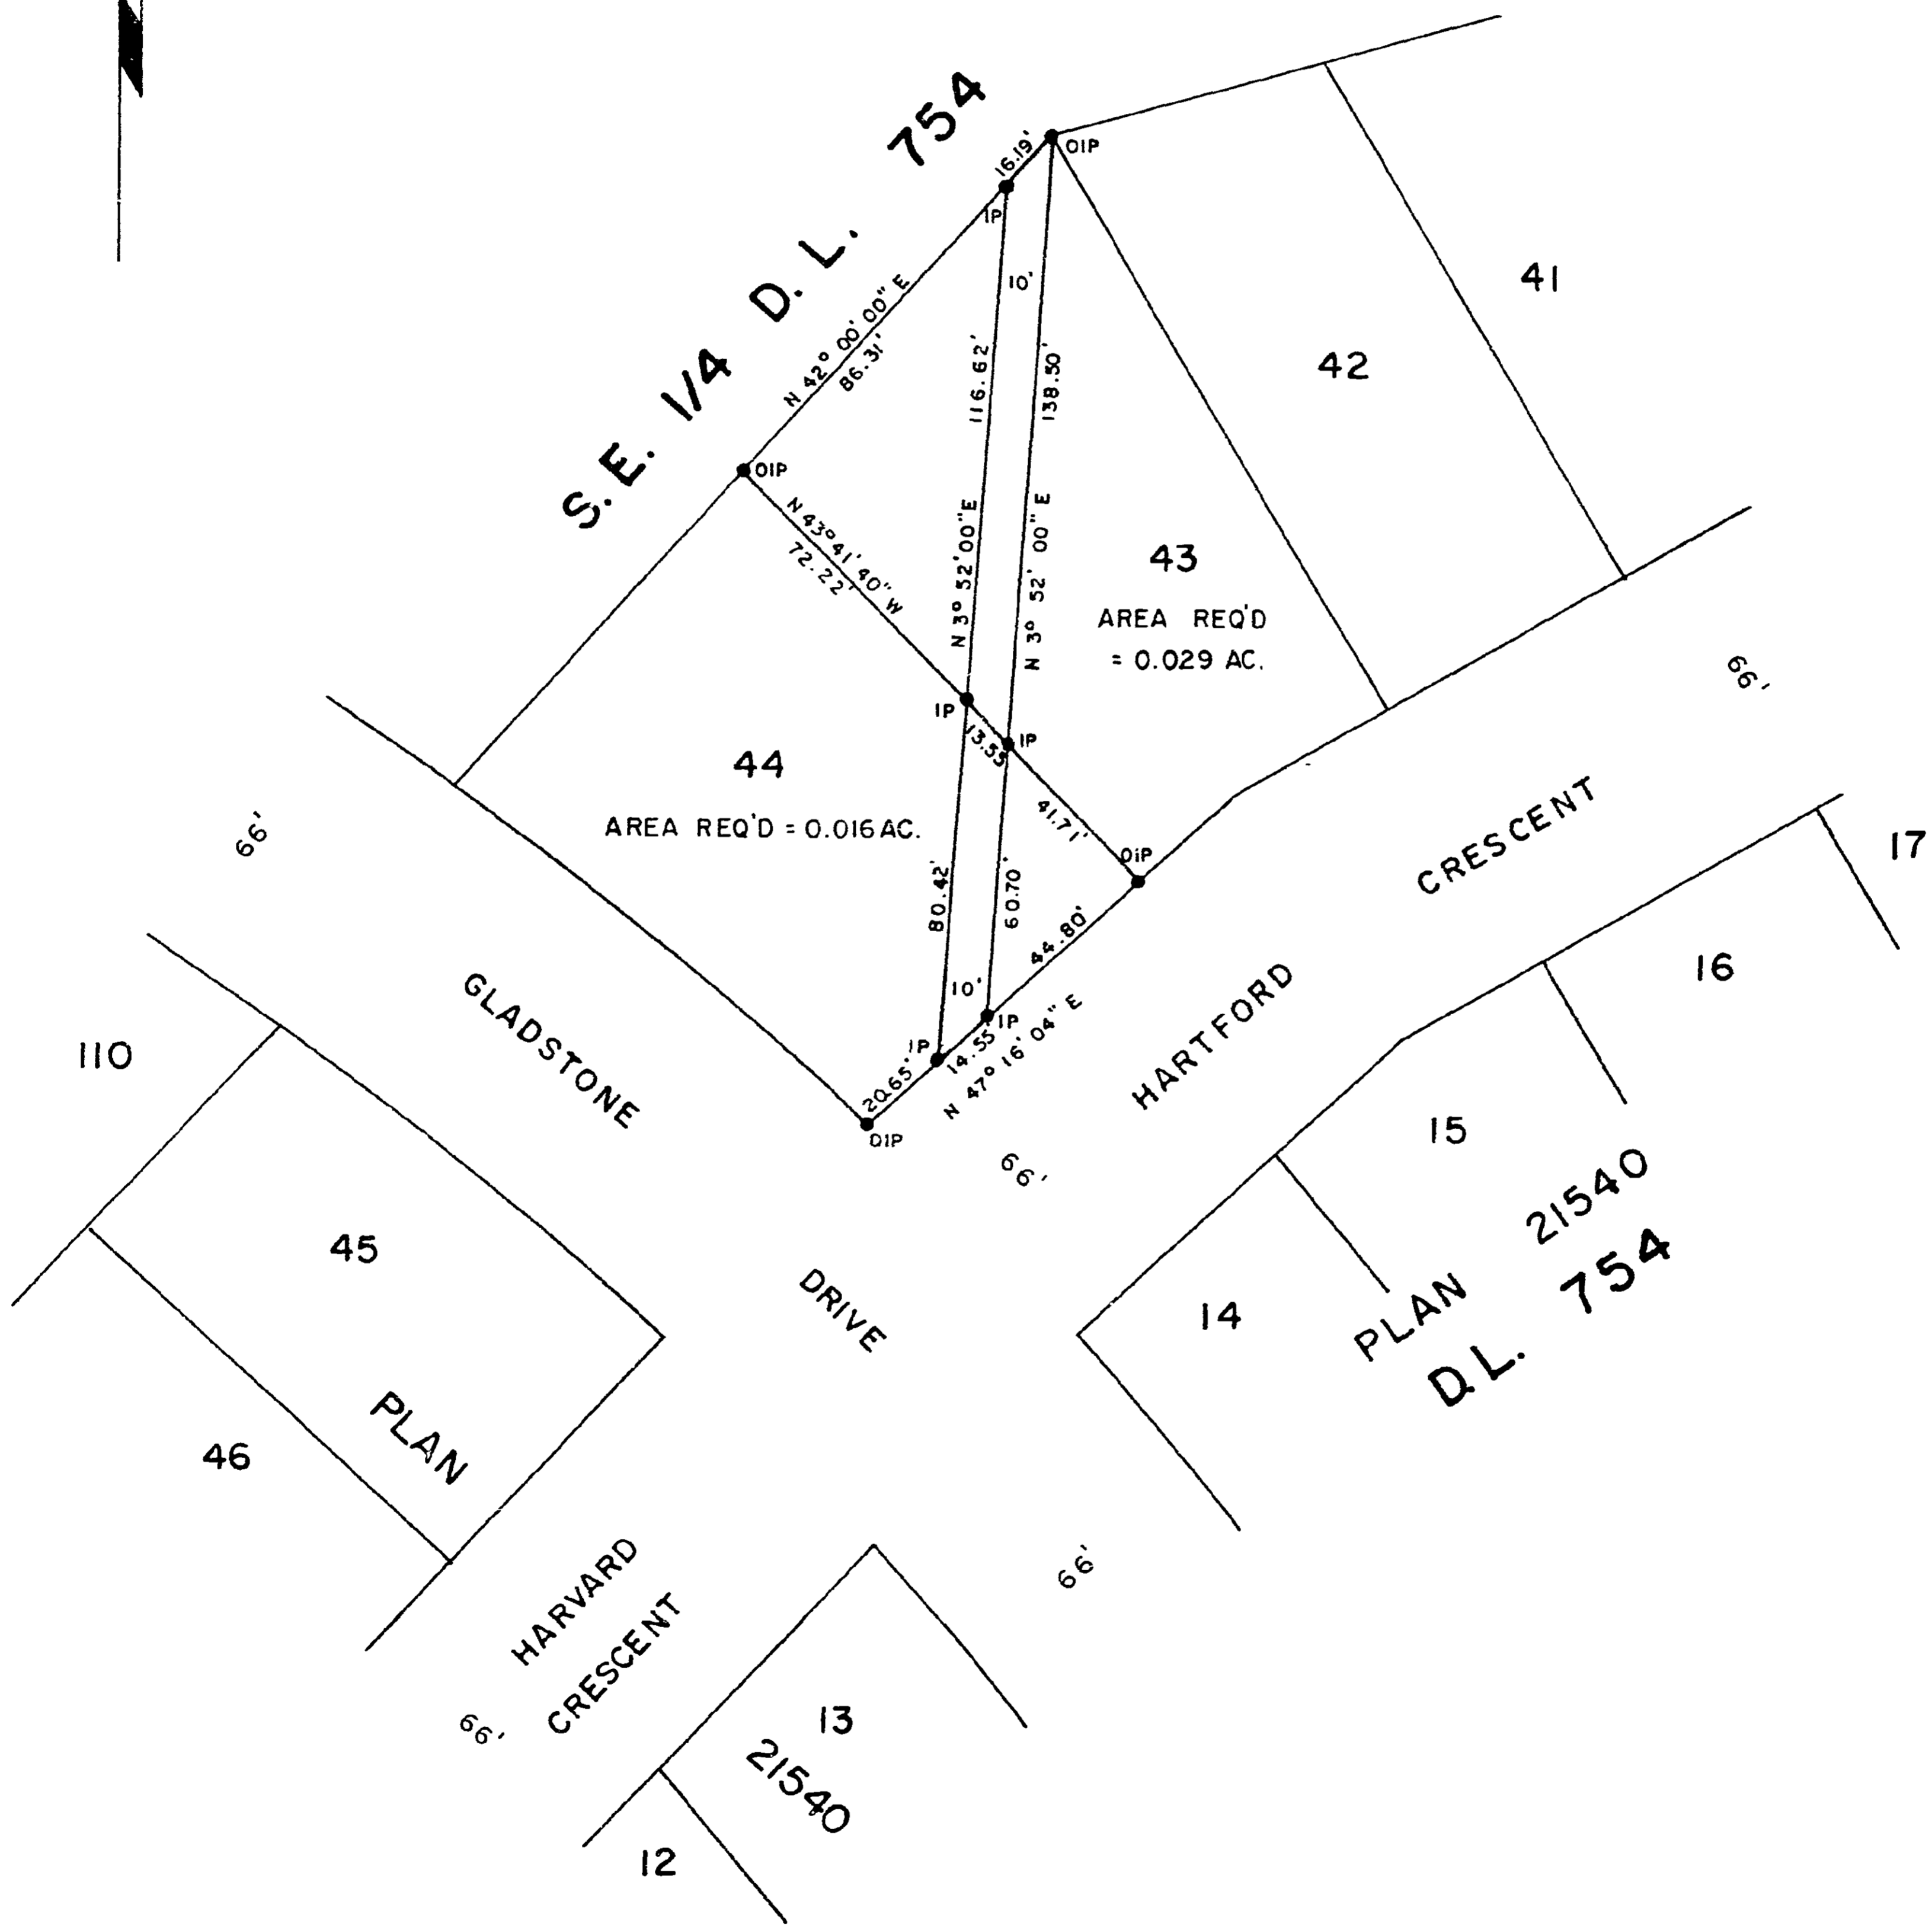 S.E. 1/4 D. L. 754
16.19'
OIP
IP
10'
N 42° 00' 00" E
86.31'
116.62'
138.50'
41
42
OIP
N 43° 41' 40" W
72.22'
N 3° 52' 00" E
N 3° 52' 00" E
43
AREA REQ'D
= 0.029 AC.
66'
IP
13.55
IP
44
AREA REQ'D = 0.016 AC.
66'
41.71'
OIP
CRESCENT
17
80.42'
60.70'
44.80'
16
10'
IP
IP
14.55'
N 47° 16' 04" E
20.65'
OIP
HARTFORD
GLADSTONE
110
66'
15
PLAN 21540
D.L. 754
45
DRIVE
14
PLAN
46
HARVARD
CRESCENT
66'
66'
13
21540
12